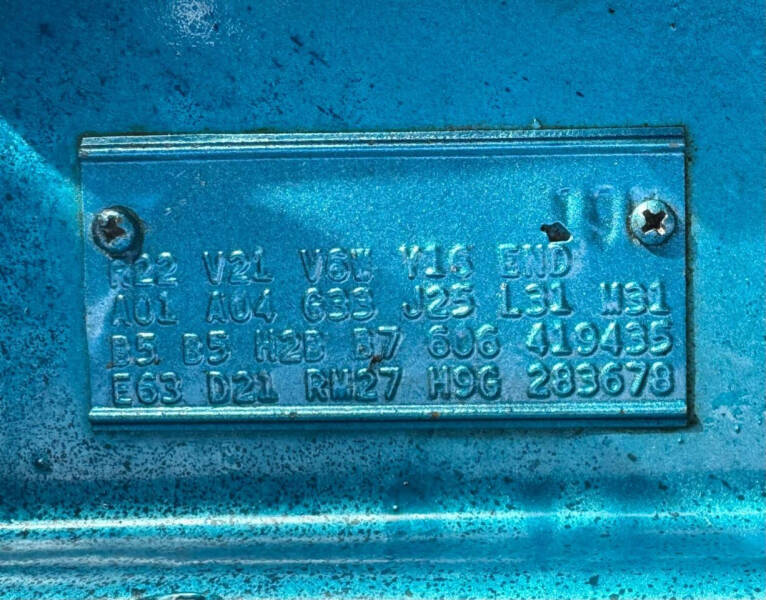 R22 V21 V6W Y16 END
A01 A04 G33 J25 L31 M31
B5 B5 H2B B7 606 419435
E63 D21 RM27 H9G 283678